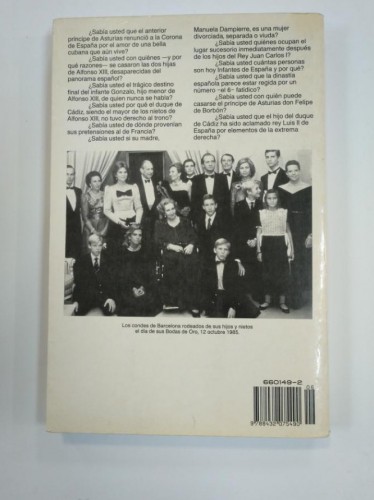 ¿Sabía usted que el anterior
príncipe de Asturias renunció a la Corona
de España por el amor de una bella
cubana que aún vive?
¿Sabía usted con quiénes —y por
qué razones— se casaron las dos hijas
de Alfonso XIII, desaparecidas del
panorama español?
¿Sabía usted el trágico destino
final del infante Gonzalo, hijo menor de
Alfonso XIII, de quien nunca se habla?
¿Sabía usted por qué el duque de
Cádiz, siendo el mayor de los nietos de
Alfonso XIII, no tuvo derecho al trono?
¿Sabía usted de dónde provenían
sus pretensiones al de Francia?
¿Sabía usted si su madre,
Manuela Dampierre, es una mujer
divorciada, separada o viuda?
¿Sabía usted quiénes ocupan el
lugar sucesorio inmediatamente después
de los hijos del Rey Juan Carlos I?
¿Sabía usted cuántas personas
son hoy infantes de España y por qué?
¿Sabía usted que la dinastía
española parece estar regida por un
número —el 6— fatídico?
¿Sabía usted con quién puede
casarse el príncipe de Asturias don Felipe
de Borbón?
¿Sabía usted que el hijo del duque
de Cádiz ha sido aclamado rey Luis II de
España por elementos de la extrema
derecha?
Los condes de Barcelona rodeados de sus hijos y nietos
el día de sus Bodas de Oro, 12 octubre 1985.
660149-2